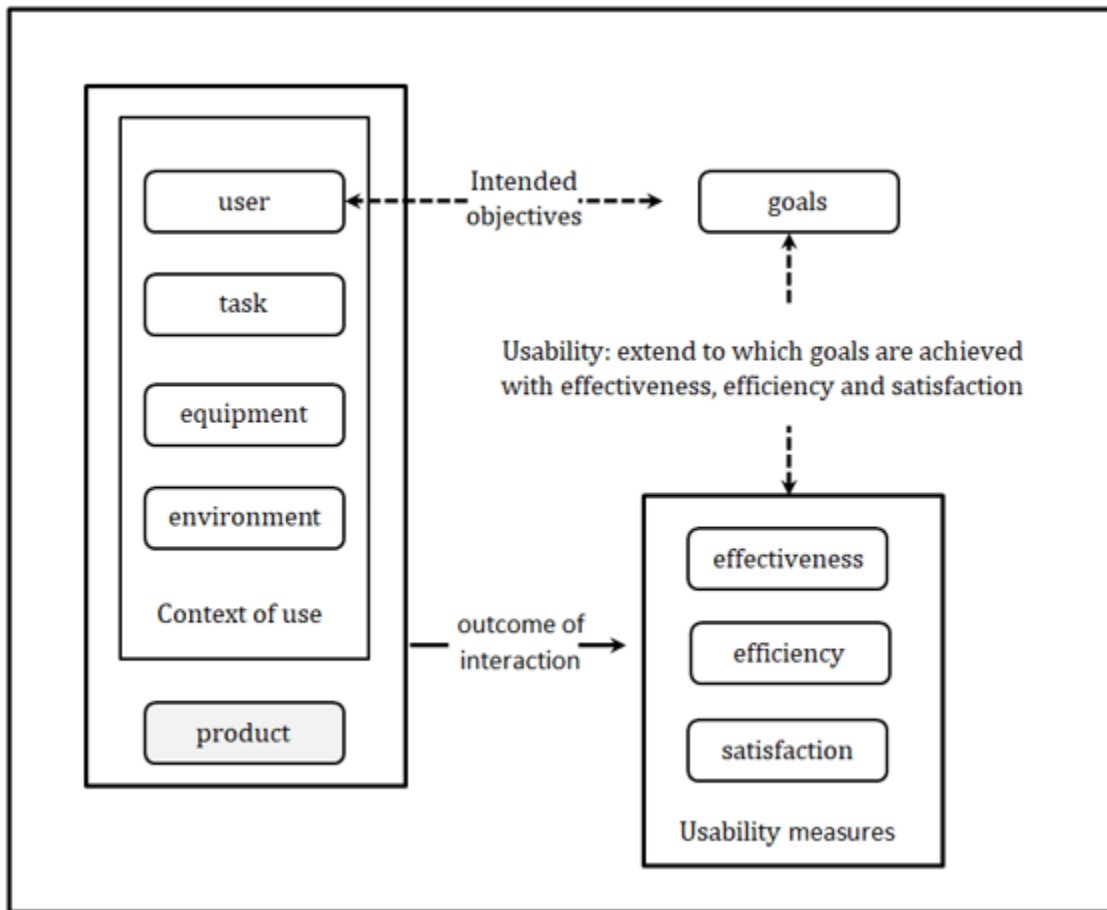 user
task
equipment
environment
Context of use
product
Intended
objectives
goals
Usability: extend to which goals are achieved
with effectiveness, efficiency and satisfaction
outcome of
interaction
effectiveness
efficiency
satisfaction
Usability measures